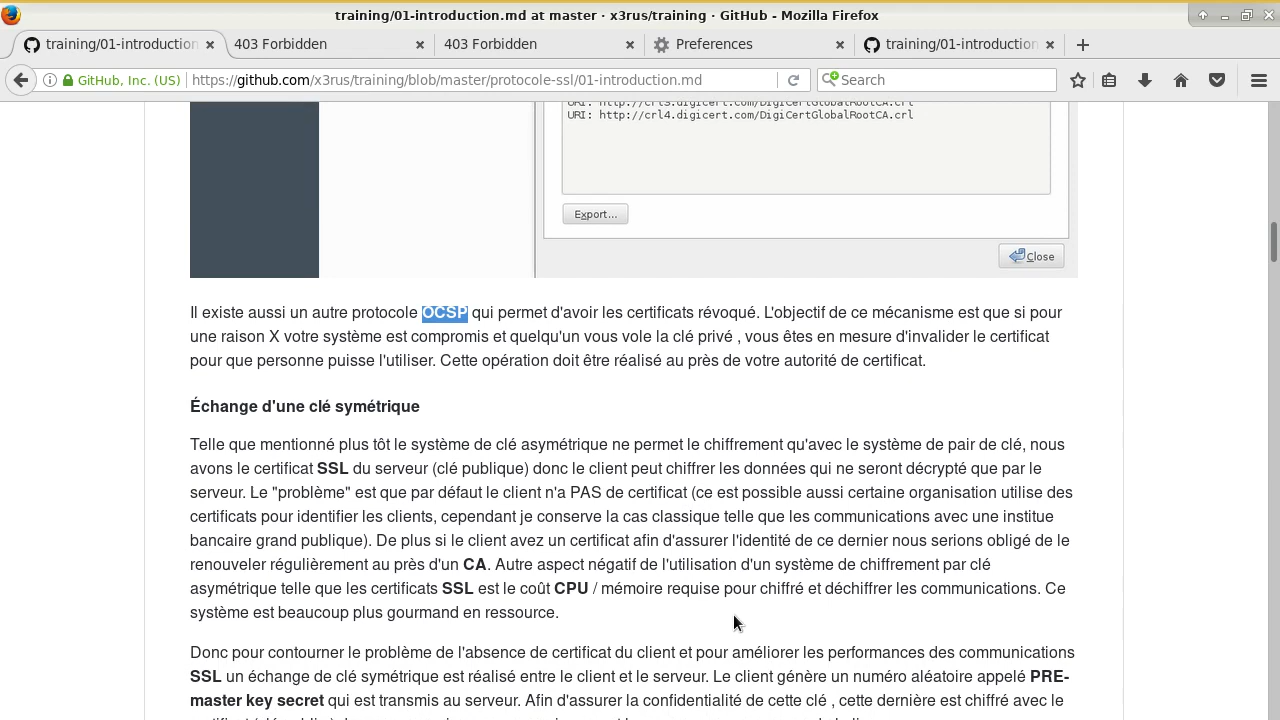 training/01-introduction.md at master · x3rus/training · GitHub - Mozilla Firefox
training/01-introduction
403 Forbidden
403 Forbidden
Preferences
training/01-introduction
GitHub, Inc. (US)
https://github.com/x3rus/training/blob/master/protocole-ssl/01-introduction.md
Search
URI: http://crl3.digicert.com/DigiCertGlobalRootCA.crl
URI: http://crl4.digicert.com/DigiCertGlobalRootCA.crl
Export...
Close
Il existe aussi un autre protocole OCSP qui permet d'avoir les certificats révoqué. L'objectif de ce mécanisme est que si pour
une raison X votre système est compromis et quelqu'un vous vole la clé privé , vous êtes en mesure d'invalider le certificat
pour que personne puisse l'utiliser. Cette opération doit être réalisé au près de votre autorité de certificat.
Échange d'une clé symétrique
Telle que mentionné plus tôt le système de clé asymétrique ne permet le chiffrement qu'avec le système de pair de clé, nous
avons le certificat SSL du serveur (clé publique) donc le client peut chiffrer les données qui ne seront décrypté que par le
serveur. Le "problème" est que par défaut le client n'a PAS de certificat (ce est possible aussi certaine organisation utilise des
certificats pour identifier les clients, cependant je conserve la cas classique telle que les communications avec une institue
bancaire grand publique). De plus si le client avez un certificat afin d'assurer l'identité de ce dernier nous serions obligé de le
renouveler régulièrement au près d'un CA. Autre aspect négatif de l'utilisation d'un système de chiffrement par clé
asymétrique telle que les certificats SSL est le coût CPU / mémoire requise pour chiffré et déchiffrer les communications. Ce
système est beaucoup plus gourmand en ressource.
Donc pour contourner le problème de l'absence de certificat du client et pour améliorer les performances des communications
SSL un échange de clé symétrique est réalisé entre le client et le serveur. Le client génère un numéro aléatoire appelé PRE-
master key secret qui est transmis au serveur. Afin d'assurer la confidentialité de cette clé , cette dernière est chiffré avec le